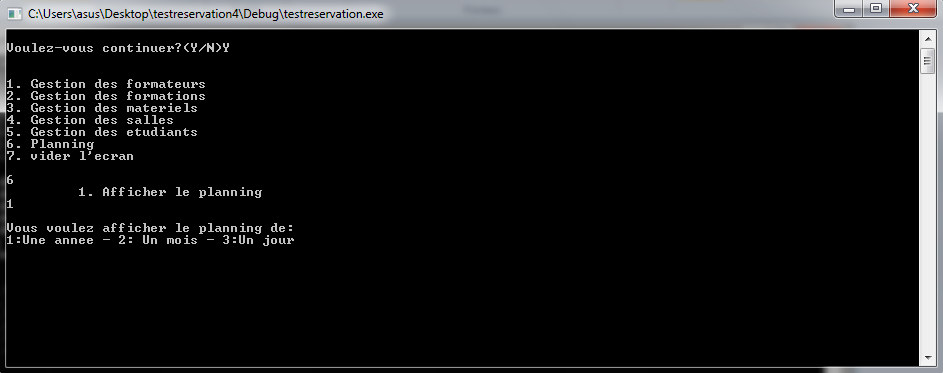 C:\Users\asus\Desktop\testreservation4\Debug\testreservation.exe
Voulez-vous continuer?(Y/N)Y
1. Gestion des formateurs
2. Gestion des formations
3. Gestion des materiels
4. Gestion des salles
5. Gestion des etudiants
6. Planning
7. vider l'ecran
6
1. Afficher le planning
1
Vous voulez afficher le planning de:
1:Une annee - 2: Un mois - 3:Un jour